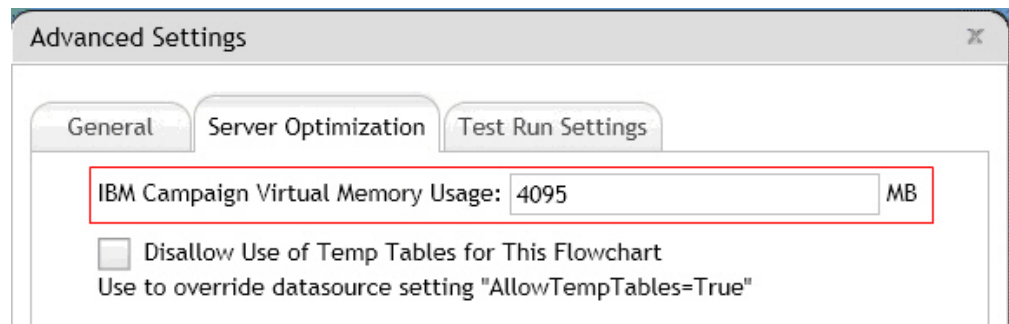 Advanced Settings
General Server Optimization Test Run Settings
IBM Campaign Virtual Memory Usage: 4095 MB
Disallow Use of Temp Tables for This Flowchart
Use to override datasource setting "AllowTempTables=True"